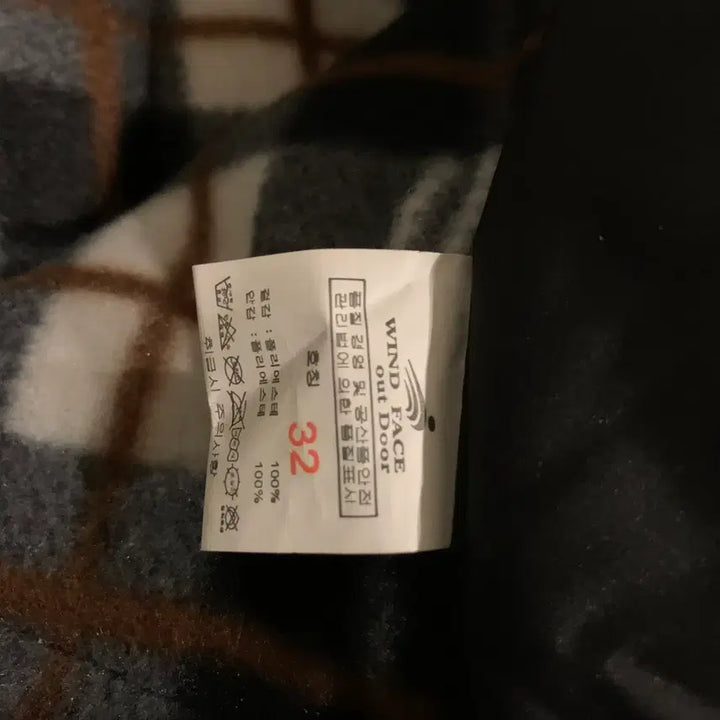 WIND FACE
out Door
품질경영 및 공산품안전
관리법에 의한 품질표시
호칭 32
겉감 : 폴리에스테 100%
안감 : 폴리에스테 100%
취급시 주의사항